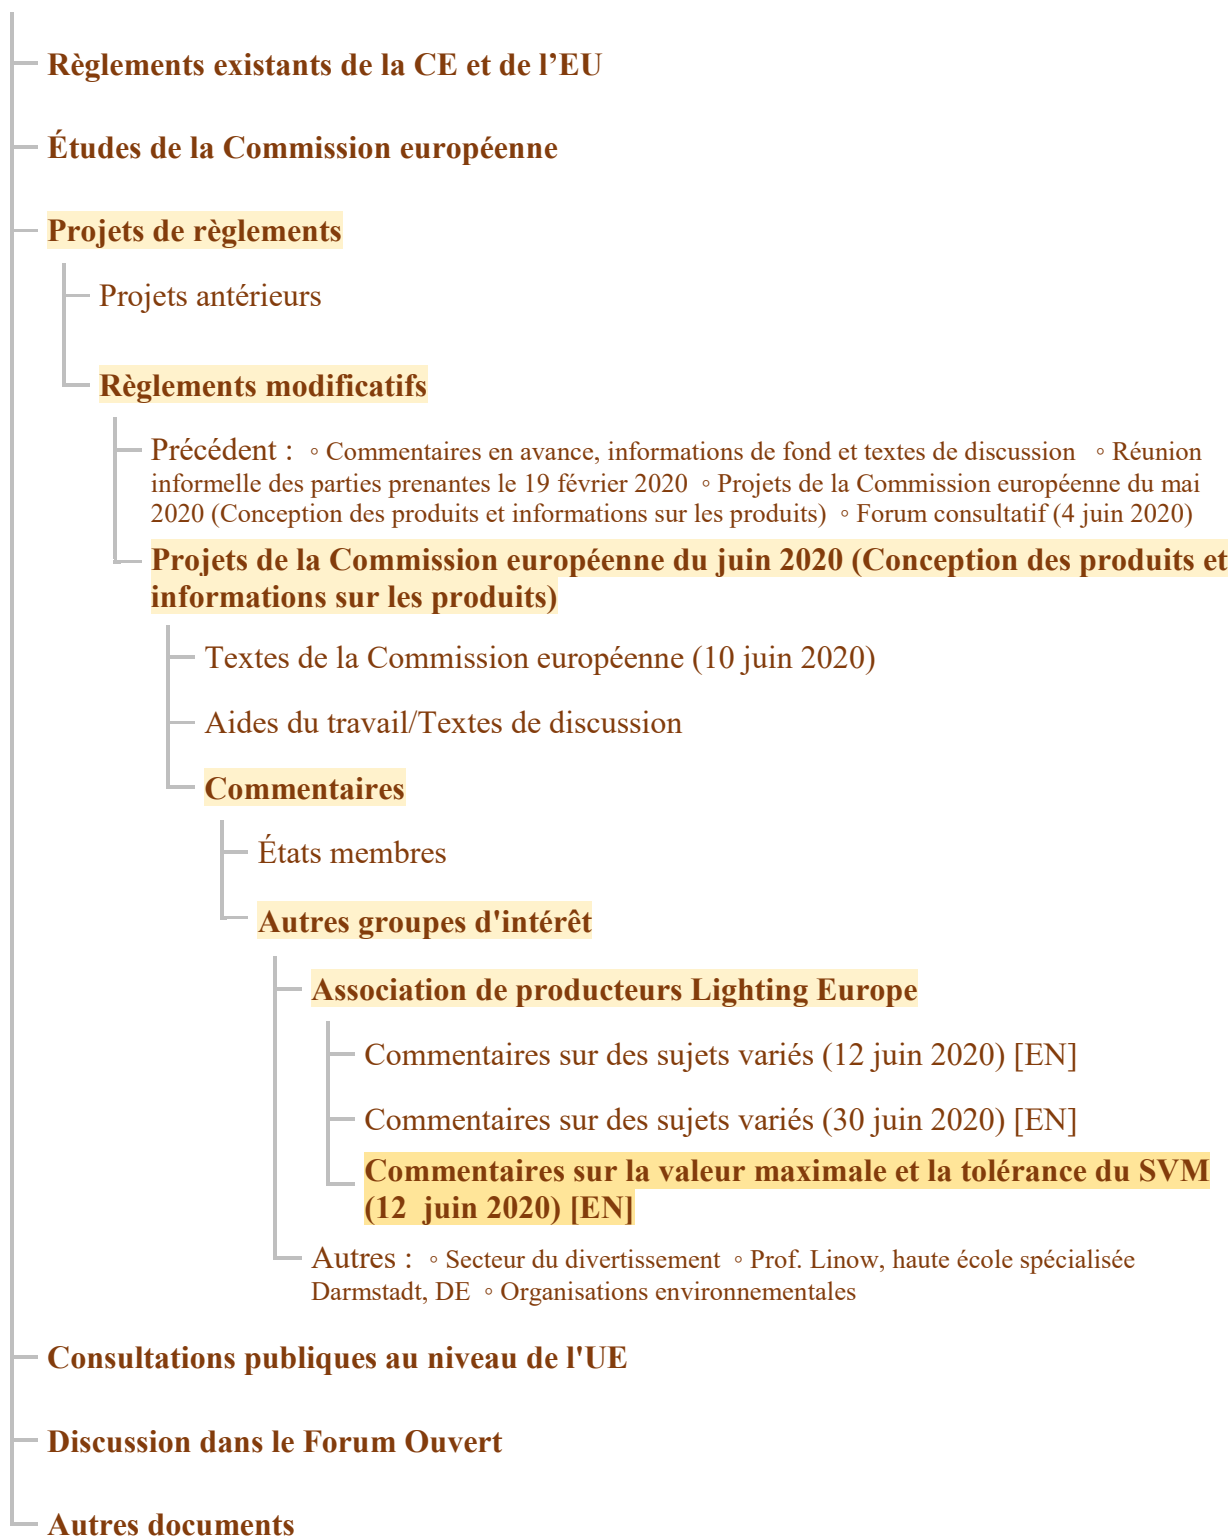 Règlements existants de la CE et de l’EU
Études de la Commission européenne
Projets de règlements
Projets antérieurs
Règlements modificatifs
Précédent : ◦ Commentaires en avance, informations de fond et textes de discussion ◦ Réunion
informelle des parties prenantes le 19 février 2020 ◦ Projets de la Commission européenne du mai
2020 (Conception des produits et informations sur les produits) ◦ Forum consultatif (4 juin 2020)
Projets de la Commission européenne du juin 2020 (Conception des produits et
informations sur les produits)
Textes de la Commission européenne (10 juin 2020)
Aides du travail/Textes de discussion
Commentaires
États membres
Autres groupes d'intérêt
Association de producteurs Lighting Europe
Commentaires sur des sujets variés (12 juin 2020) [EN]
Commentaires sur des sujets variés (30 juin 2020) [EN]
Commentaires sur la valeur maximale et la tolérance du SVM
(12 juin 2020) [EN]
Autres : ◦ Secteur du divertissement ◦ Prof. Linow, haute école spécialisée
Darmstadt, DE ◦ Organisations environnementales
Consultations publiques au niveau de l'UE
Discussion dans le Forum Ouvert
Autres documents